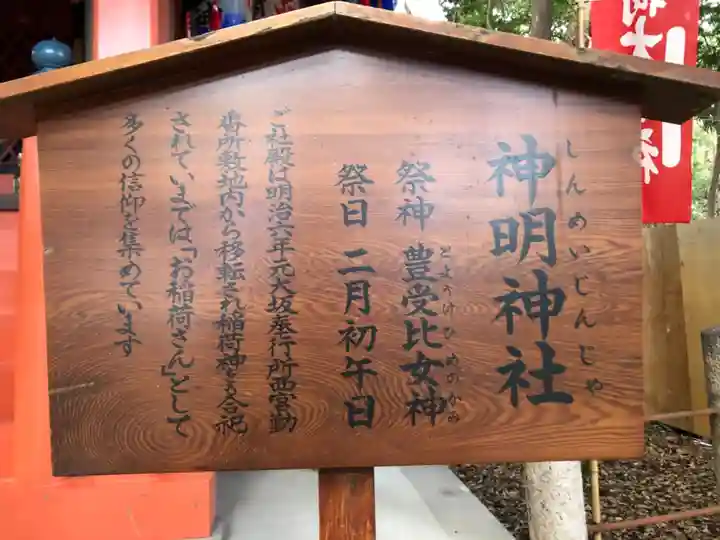 神明神社
しんめいじんじゃ
祭神 豊受比女神
とようけひめのかみ
祭日 二月初午日
ご社殿は明治六年元大坂奉行所西宮勤
番所敷地内から移転され稲荷神も合祀
されていまでは「お稲荷さん」として
多くの信仰を集めています